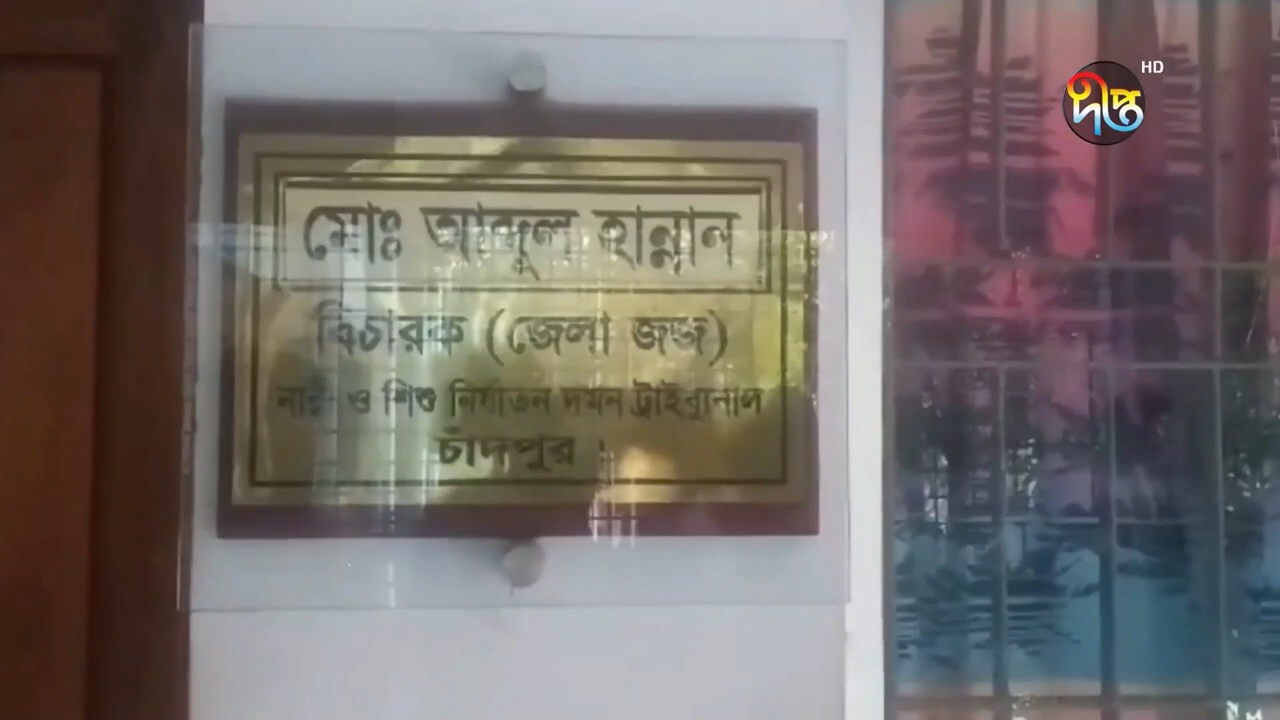 HD
দীপ্ত
মোঃ আব্দুল হান্নান
বিচারক (জেলা জজ)
নারী ও শিশু নির্যাতন দমন ট্রাইব্যুনাল
চাঁদপুর।